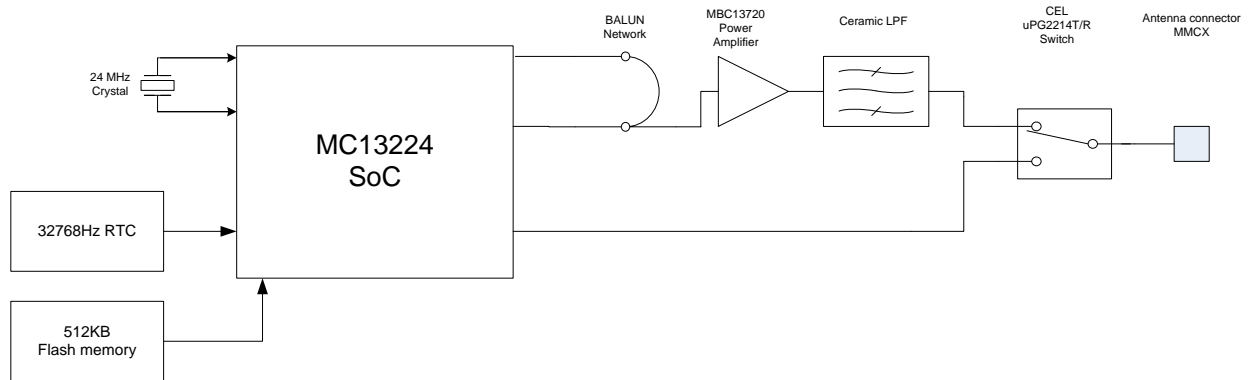 BALUN
Network
MBC13720
Power
Amplifier
Ceramic LPF
CEL
uPG2214T/R
Switch
Antenna connector
MMCX
24 MHz
Crystal
MC13224
SoC
32768Hz RTC
512KB
Flash memory